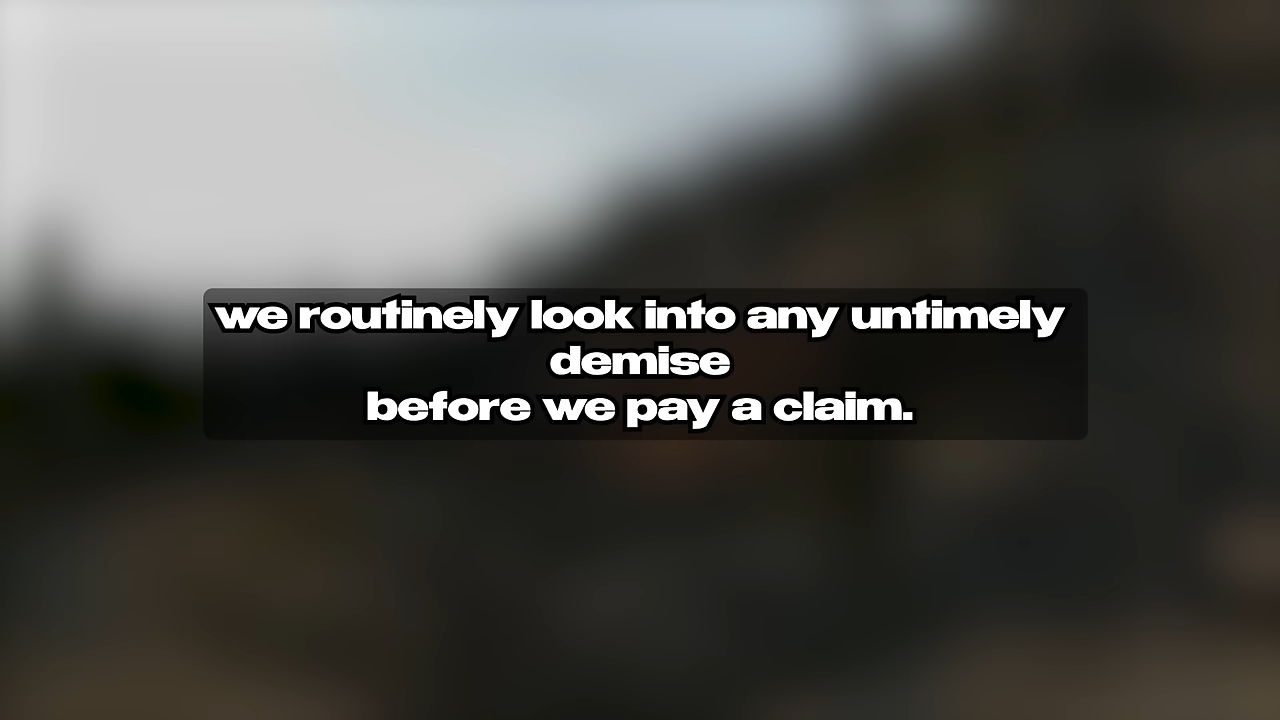 we routinely look into any untimely
demise
before we pay a claim.